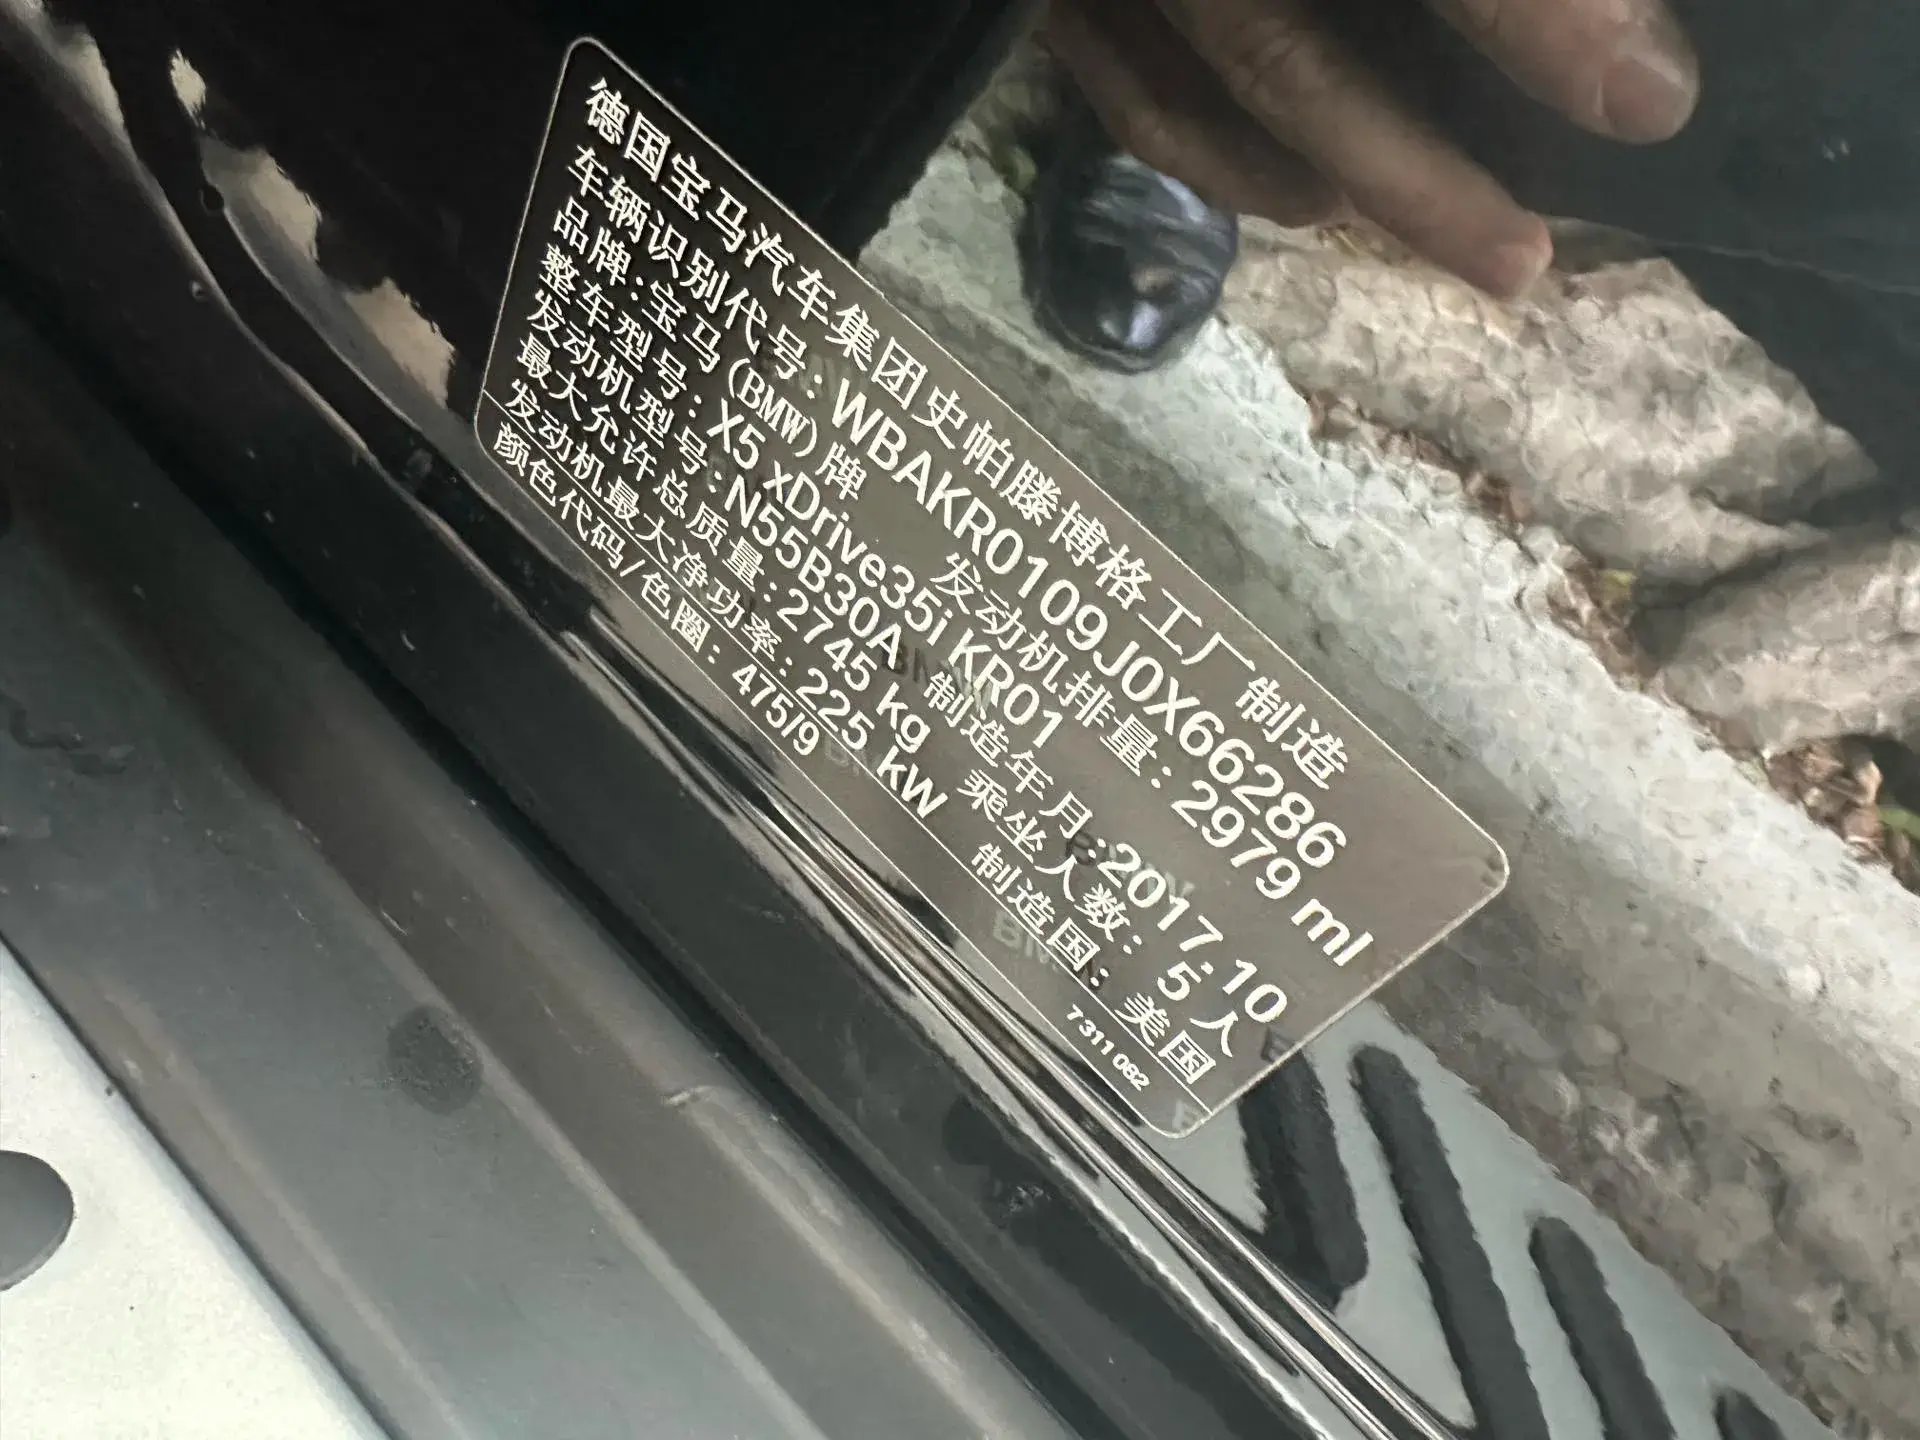 德国宝马汽车集团史帕滕博格工厂制造
车辆识别代号：WBAKR0109J0X66286
品牌：宝马(BMW)牌 发动机排量：2979 ml
整车型号：X5 xDrive35i KR01
发动机型号：N55B30A 制造年月：2017.10
最大允许总质量：2745 kg 乘坐人数：5人
发动机最大净功率：225 kW 制造国：美国
颜色代码/色圈：475/9 7311 082